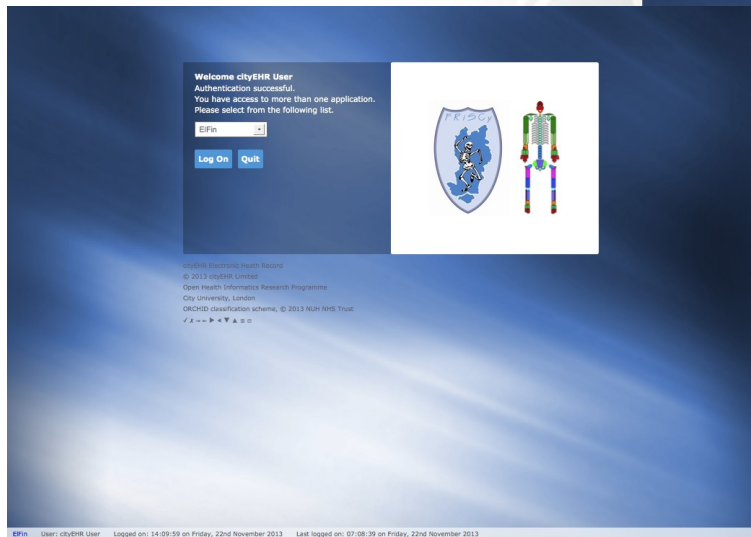 Welcome cityEHR User
Authentication successful.
You have access to more than one application.
Please select from the following list.
ElFin
Log On Quit
FRiSCy
cityEHR Electronic Health Record
© 2013 cityEHR Limited
Open Health Informatics Research Programme
City University, London
ORCHID classification scheme, © 2013 NUH NHS Trust
ElFin User: cityEHR User Logged on: 14:09:59 on Friday, 22nd November 2013 Last logged on: 07:08:39 on Friday, 22nd November 2013